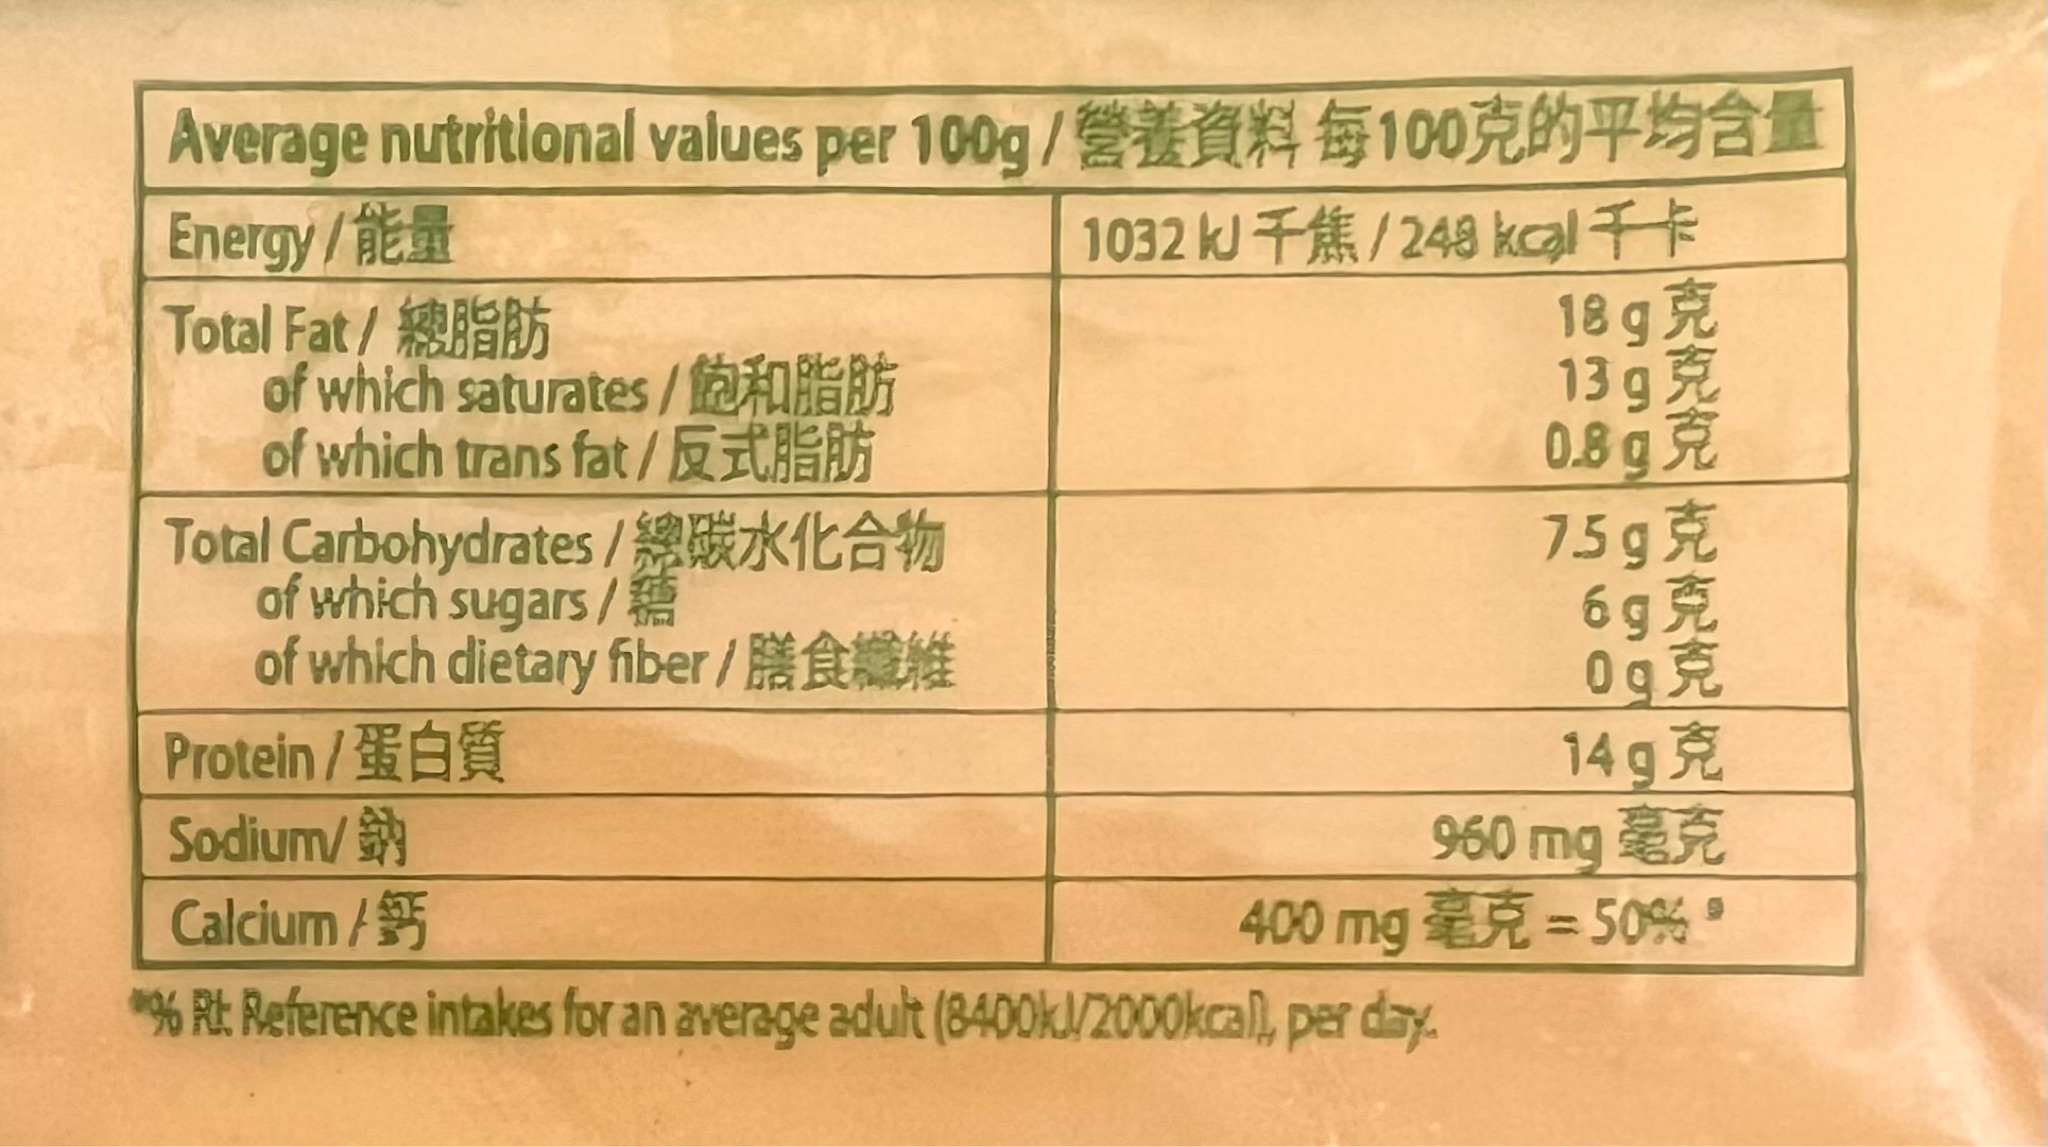 Average nutritional values per 100g / 營養資料 每100克的平均含量
Energy / 能量 1032 kJ 千焦 / 248 kcal 千卡
Total Fat / 總脂肪 18 g 克
of which saturates / 飽和脂肪 13 g 克
of which trans fat / 反式脂肪 0.8 g 克
Total Carbohydrates / 總碳水化合物 7.5 g 克
of which sugars / 糖 6 g 克
of which dietary fiber / 膳食纖維 0 g 克
Protein / 蛋白質 14 g 克
Sodium/ 鈉 960 mg 毫克
Calcium / 鈣 400 mg 毫克 = 50% *
*% RI: Reference intakes for an average adult (8400kJ/2000kcal), per day.